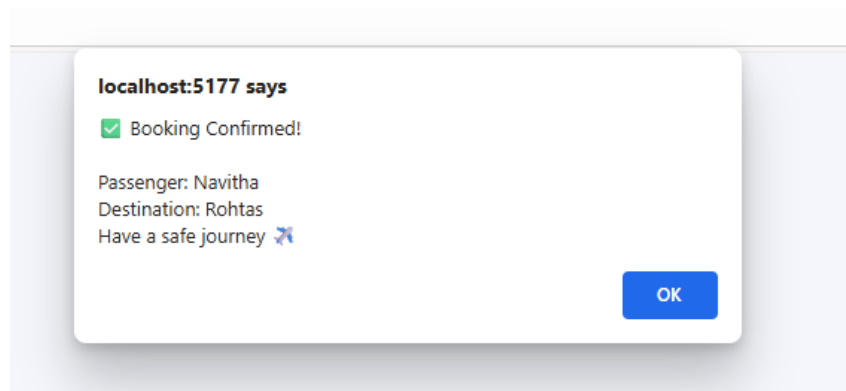 localhost:5177 says
✅ Booking Confirmed!
Passenger: Navitha
Destination: Rohtas
Have a safe journey ✈️
OK